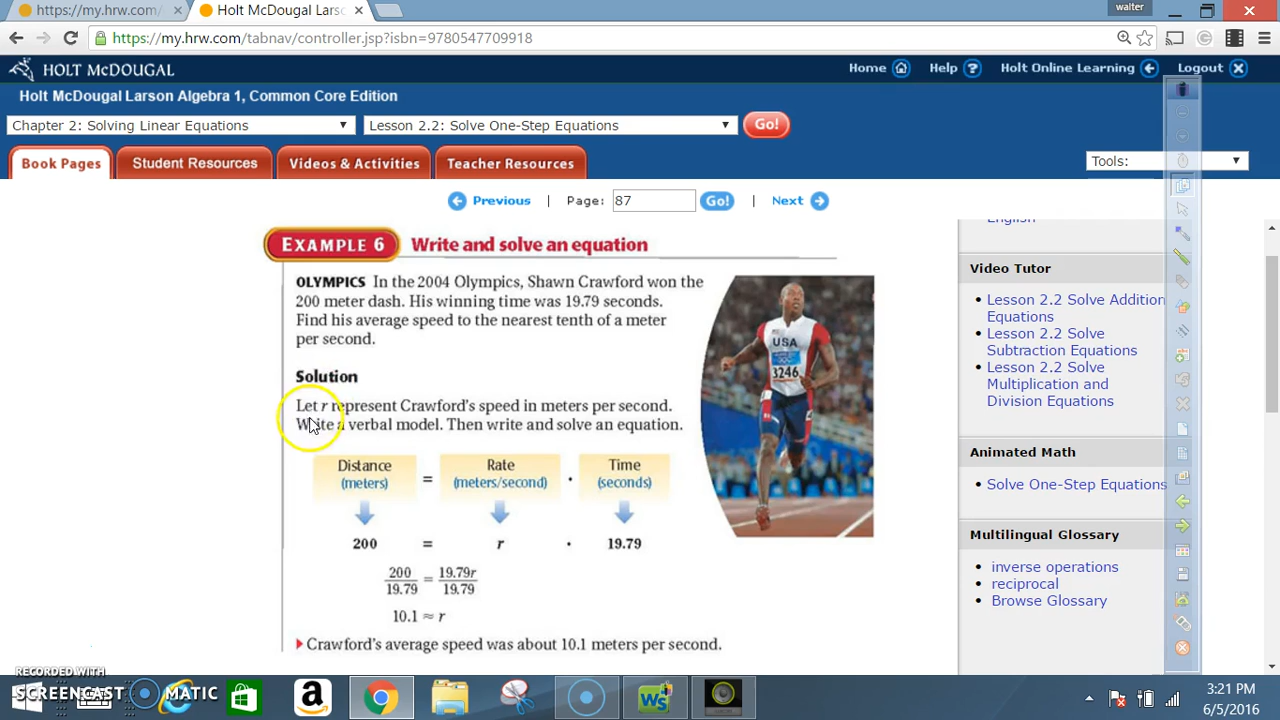 https://my.hrw.com/tabnav/ ×
Holt McDougal Larson Alge ×
walter
https://my.hrw.com/tabnav/controller.jsp?isbn=9780547709918
HOLT MCDOUGAL
Home
Help ?
Holt Online Learning
Logout
Holt McDougal Larson Algebra 1, Common Core Edition
Chapter 2: Solving Linear Equations
Lesson 2.2: Solve One-Step Equations
Go!
Book Pages
Student Resources
Videos & Activities
Teacher Resources
Tools:
Previous | Page: 87 Go! | Next
EXAMPLE 6 Write and solve an equation
OLYMPICS In the 2004 Olympics, Shawn Crawford won the
200 meter dash. His winning time was 19.79 seconds.
Find his average speed to the nearest tenth of a meter
per second.
Solution
Let r represent Crawford's speed in meters per second.
Write a verbal model. Then write and solve an equation.
Distance (meters) = Rate (meters/second) · Time (seconds)
200 = r · 19.79
200/19.79 = 19.79r/19.79
10.1 ≈ r
Crawford's average speed was about 10.1 meters per second.
USA
3246
English
Video Tutor
• Lesson 2.2 Solve Addition
Equations
• Lesson 2.2 Solve
Subtraction Equations
• Lesson 2.2 Solve
Multiplication and
Division Equations
Animated Math
• Solve One-Step Equations
Multilingual Glossary
• inverse operations
• reciprocal
• Browse Glossary
RECORDED WITH
SCREENCAST MATIC
a
WS
3:21 PM
6/5/2016